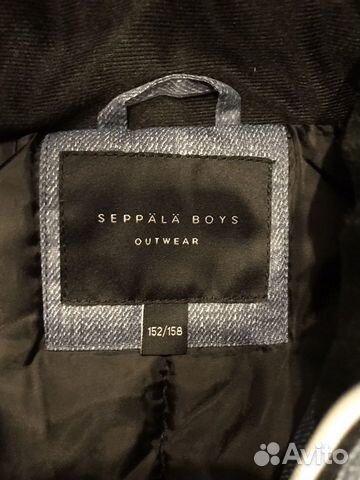 SEPPÄLÄ BOYS
OUTWEAR
152/158
Avito